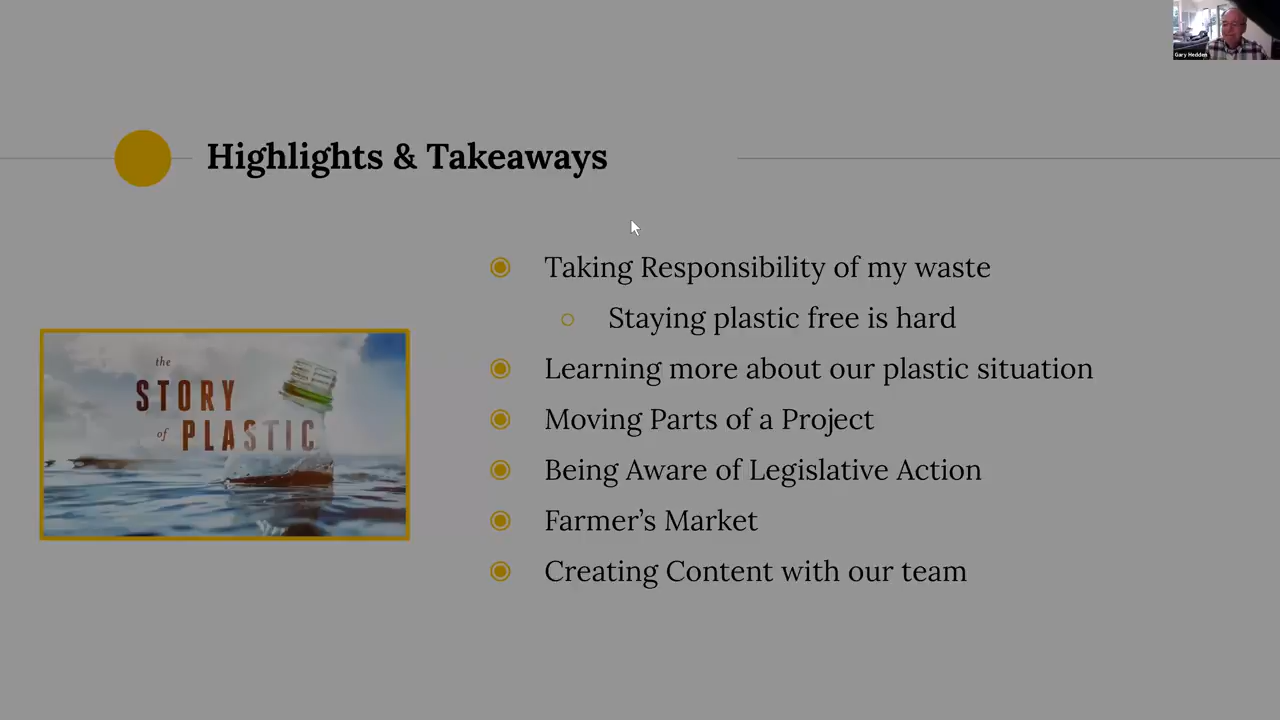 Gary Hedden
Highlights & Takeaways
Taking Responsibility of my waste
Staying plastic free is hard
Learning more about our plastic situation
Moving Parts of a Project
Being Aware of Legislative Action
Farmer’s Market
Creating Content with our team
the
STORY
of PLASTIC